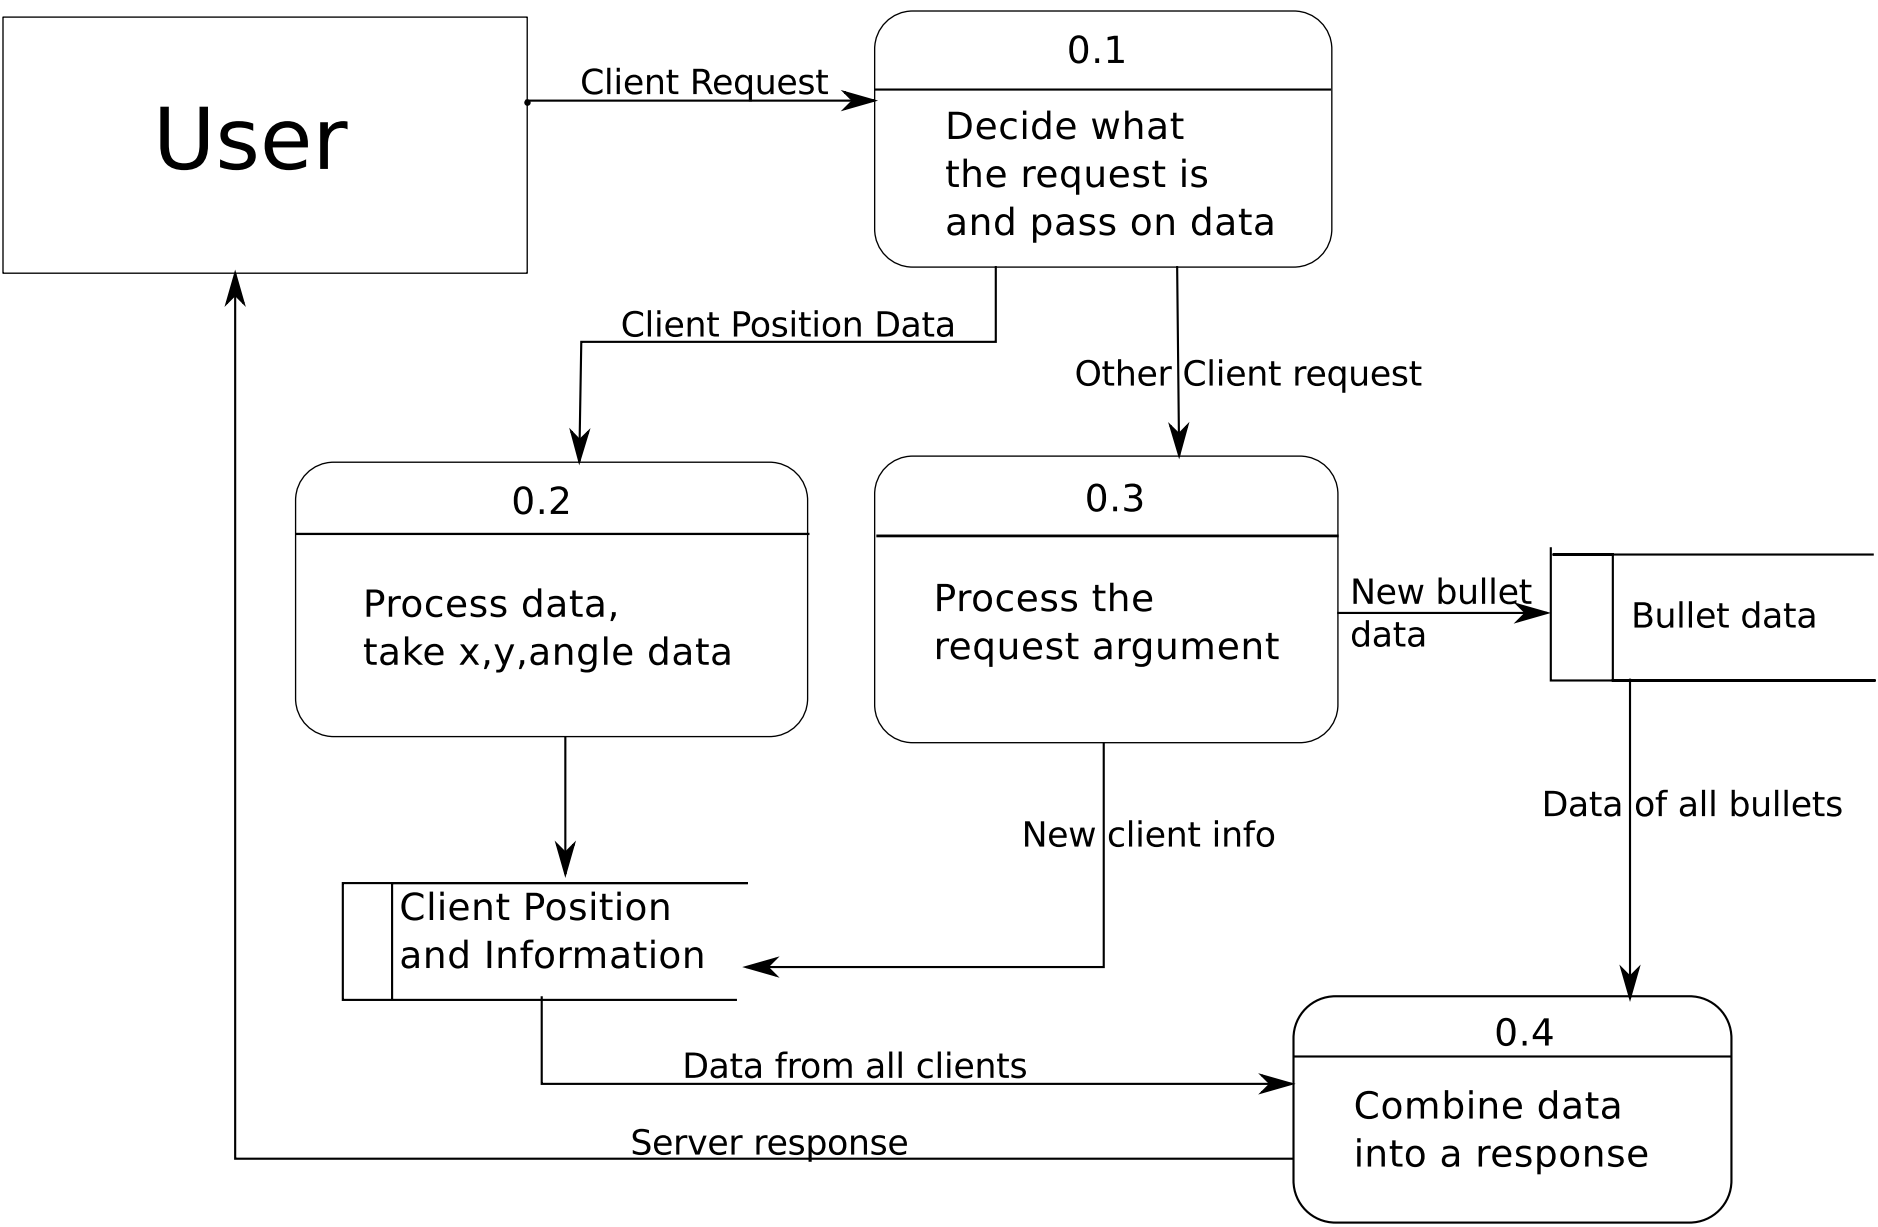 User
Client Request
0.1
Decide what
the request is
and pass on data
Client Position Data
Other Client request
0.2
Process data,
take x,y,angle data
0.3
Process the
request argument
New bullet
data
Bullet data
New client info
Data of all bullets
Client Position
and Information
Data from all clients
0.4
Combine data
into a response
Server response